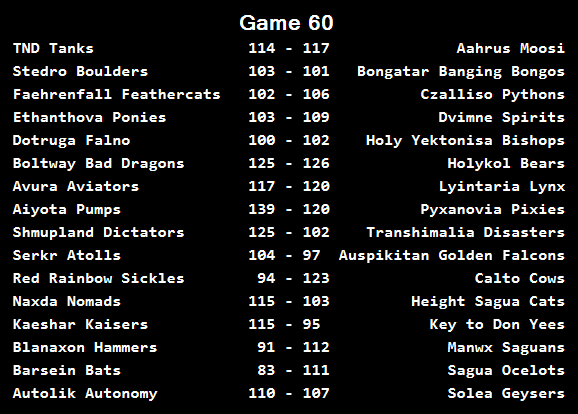 Game 60
TND Tanks 114 - 117 Aahrus Moosi
Stedro Boulders 103 - 101 Bongatar Banging Bongos
Faehrenfall Feathercats 102 - 106 Czalliso Pythons
Ethanthova Ponies 103 - 109 Dvimne Spirits
Dotruga Falno 100 - 102 Holy Yektonisa Bishops
Boltway Bad Dragons 125 - 126 Holykol Bears
Avura Aviators 117 - 120 Lyintaria Lynx
Aiyota Pumps 139 - 120 Pyxanovia Pixies
Shmupland Dictators 125 - 102 Transhimalia Disasters
Serkr Atolls 104 - 97 Auspikitan Golden Falcons
Red Rainbow Sickles 94 - 123 Calto Cows
Naxda Nomads 115 - 103 Height Sagua Cats
Kaeshar Kaisers 115 - 95 Key to Don Yees
Blanaxon Hammers 91 - 112 Manwx Saguans
Barsein Bats 83 - 111 Sagua Ocelots
Autolik Autonomy 110 - 107 Solea Geysers